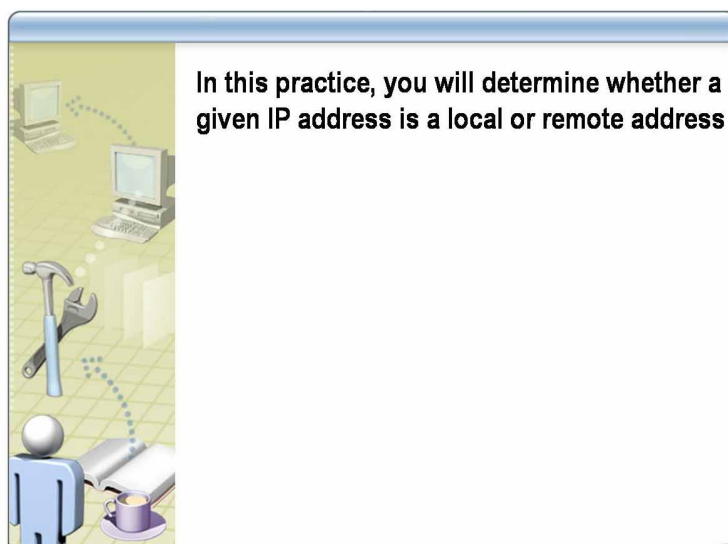 In this practice, you will determine whether a
given IP address is a local or remote address